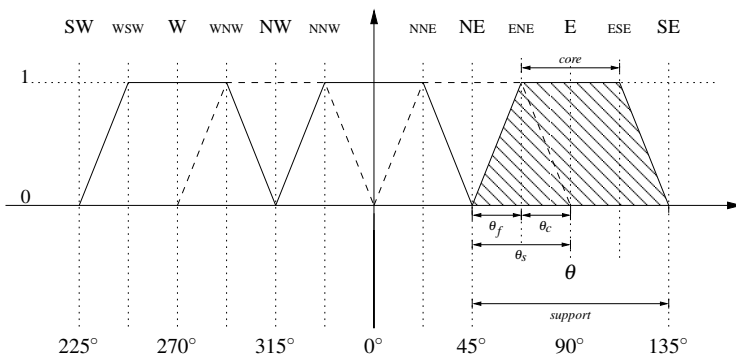 SW WSW W WNW NW NNW NNE NE ENE E ESE SE
core
1
0
θf θc
θs
θ
support
225° 270° 315° 0° 45° 90° 135°